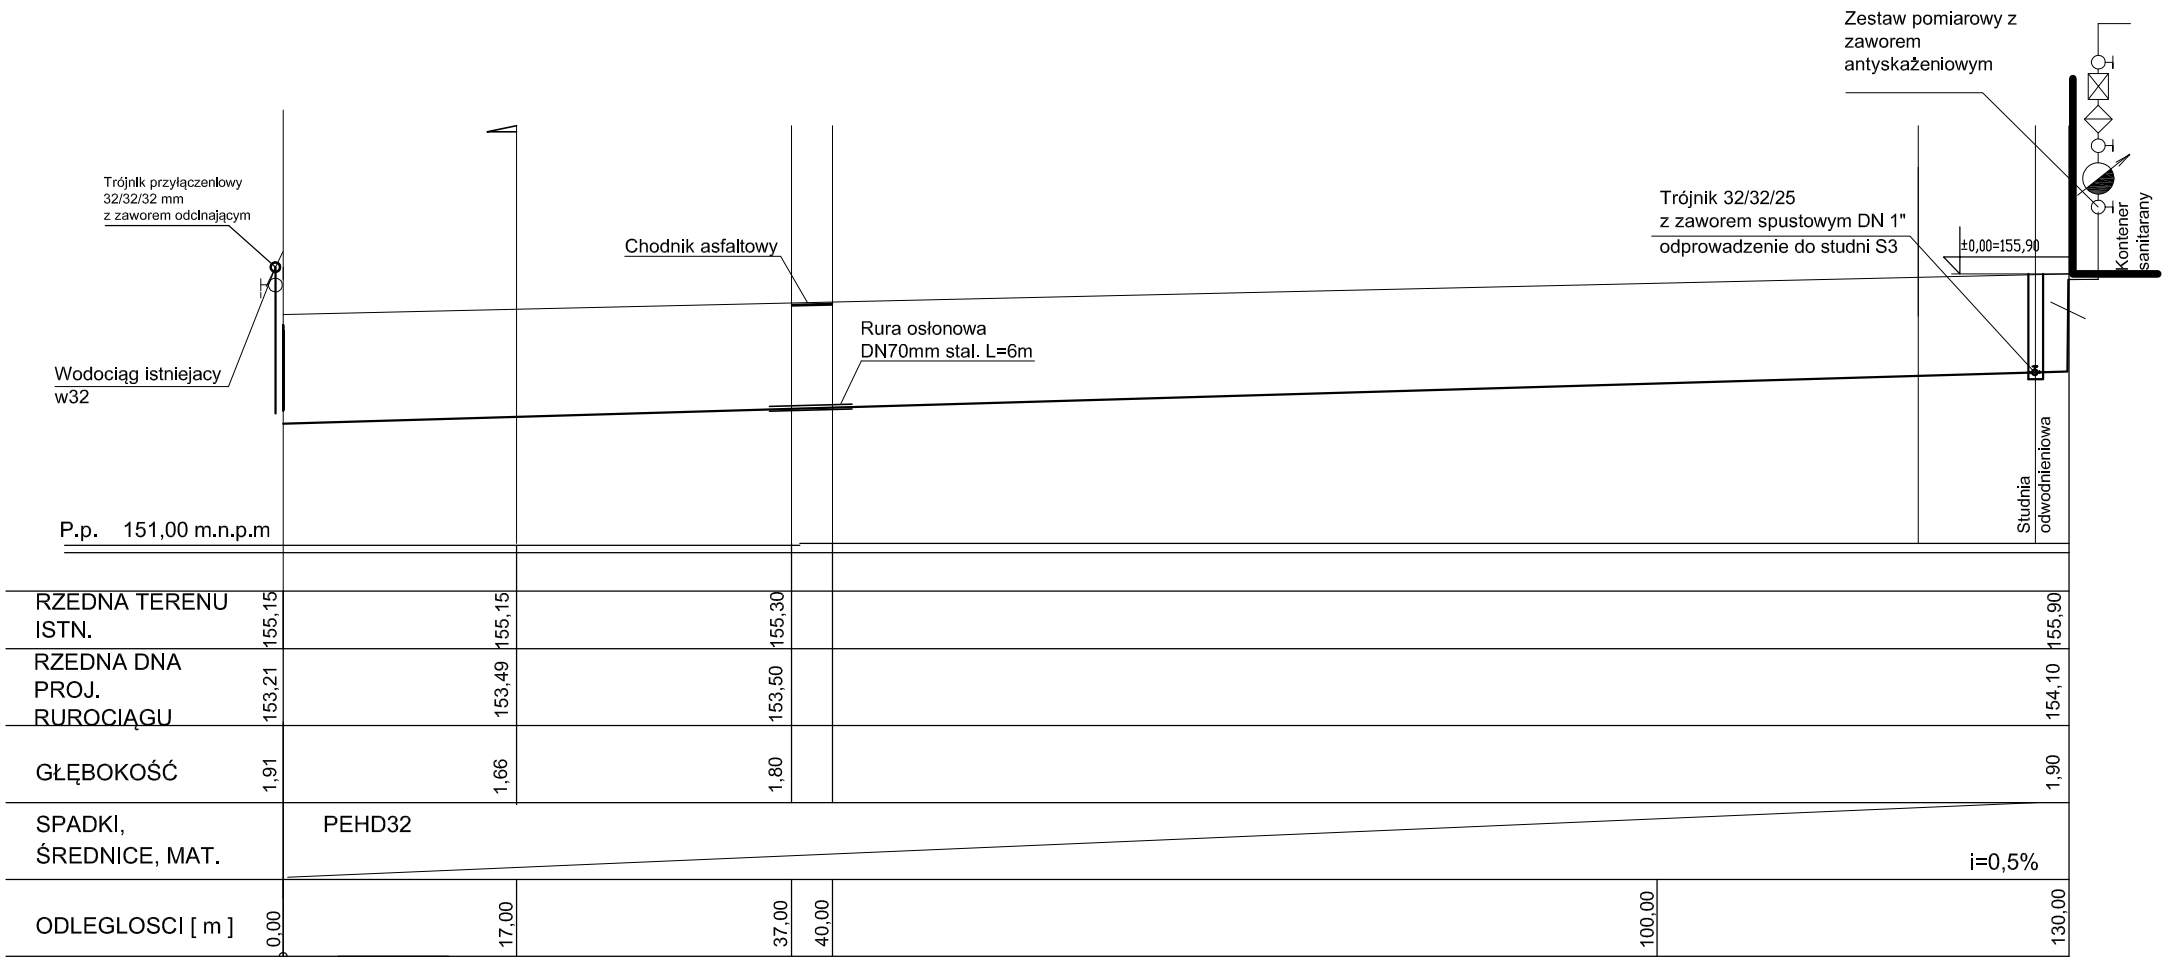 Zestaw pomiarowy z
zaworem
antyskażeniowym
Trójnik przyłączeniowy
32/32/32 mm
z zaworem odcinającym
Chodnik asfaltowy
Trójnik 32/32/25
z zaworem spustowym DN 1"
odprowadzenie do studni S3
±0,00=155,90
Kontener
sanitarany
Rura osłonowa
DN70mm stal. L=6m
Wodociąg istniejacy
w32
Studnia
odwodnieniowa
P.p. 151,00 m.n.p.m
RZEDNA TERENU
ISTN.
155,15
155,15
155,30
155,90
RZEDNA DNA
PROJ.
RUROCIĄGU
153,21
153,49
153,50
154,10
GŁĘBOKOŚĆ
1,91
1,66
1,80
1,90
SPADKI,
ŚREDNICE, MAT.
PEHD32
i=0,5%
ODLEGLOSCI [ m ]
0,00
17,00
37,00
40,00
100,00
130,00